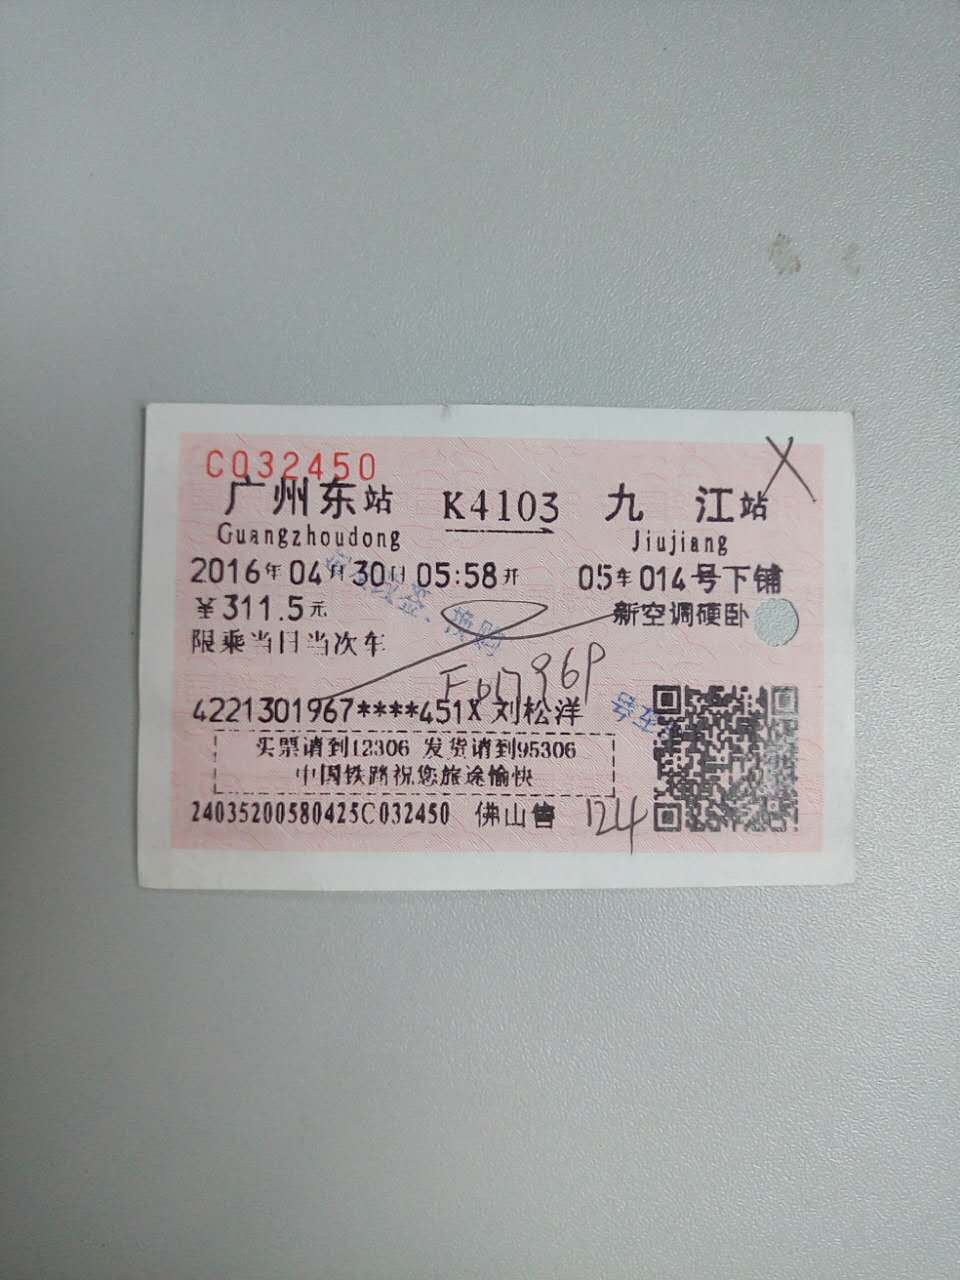 C032450
广州东站 K4103 九江站
Guangzhoudong Jiujiang
2016年04月30日05:58开 05车014号下铺
￥311.5元 新空调硬卧
限乘当日当次车
签、换购
4221301967****451X 刘松洋
买票请到12306 发货请到95306
中国铁路祝您旅途愉快
24035200580425C032450 佛山售 124